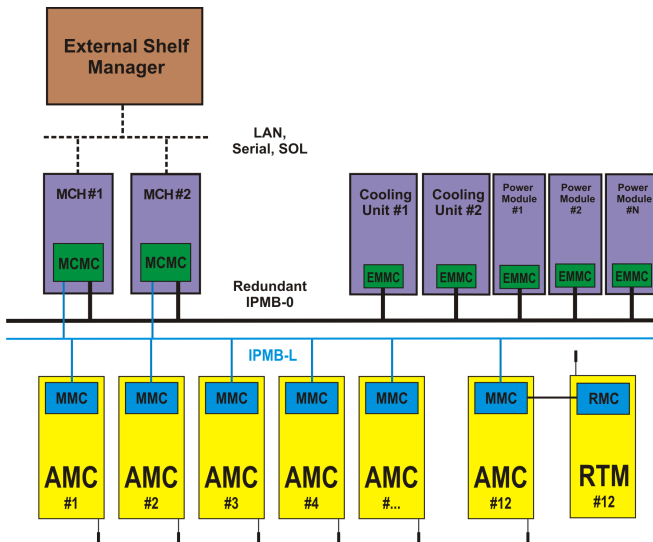 External Shelf
Manager
LAN,
Serial, SOL
MCH #1
MCH #2
MCMC
MCMC
Cooling
Unit #1
Cooling
Unit #2
Power
Module
#1
Power
Module
#2
Power
Module
#N
EMMC
EMMC
EMMC
EMMC
EMMC
Redundant
IPMB-0
IPMB-L
MMC
MMC
MMC
MMC
MMC
MMC
RMC
AMC
#1
AMC
#2
AMC
#3
AMC
#4
AMC
#...
AMC
#12
RTM
#12